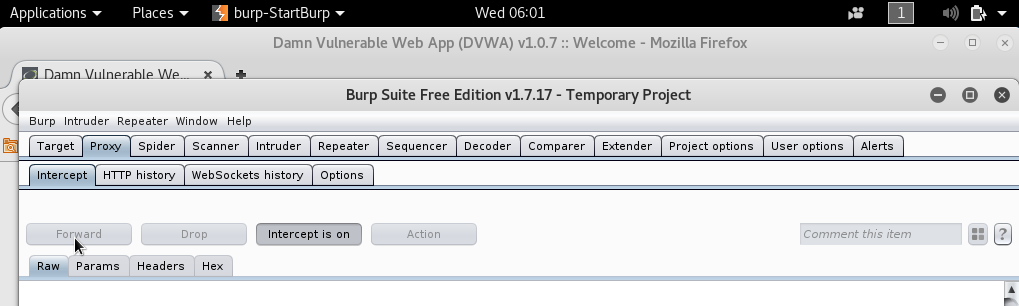 Applications Places burp-StartBurp Wed 06:01 1
Damn Vulnerable Web App (DVWA) v1.0.7 :: Welcome - Mozilla Firefox
Damn Vulnerable We…
Burp Suite Free Edition v1.7.17 - Temporary Project
Burp Intruder Repeater Window Help
Target Proxy Spider Scanner Intruder Repeater Sequencer Decoder Comparer Extender Project options User options Alerts
Intercept HTTP history WebSockets history Options
Forward Drop Intercept is on Action Comment this item ?
Raw Params Headers Hex